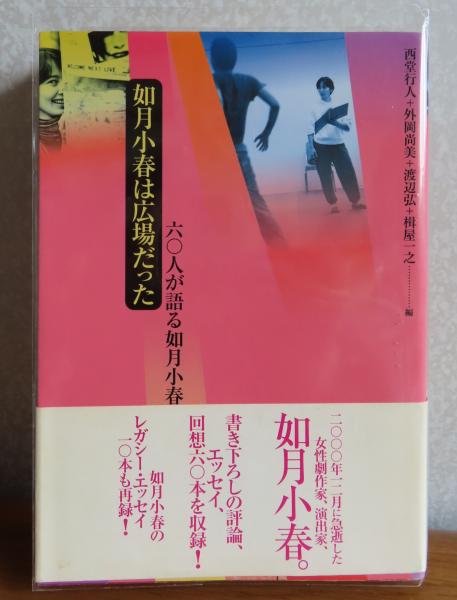 西堂行人+外岡尚美+渡辺弘+楫屋一之……………編
如月小春は広場だった
六〇人が語る如月小春
二〇〇〇年一二月に急逝した
女性劇作家、演出家、
如月小春。
書き下ろしの評論、
エッセイ、
回想六〇本を収録！
如月小春の
レガシー・エッセイ
一〇本も再録！